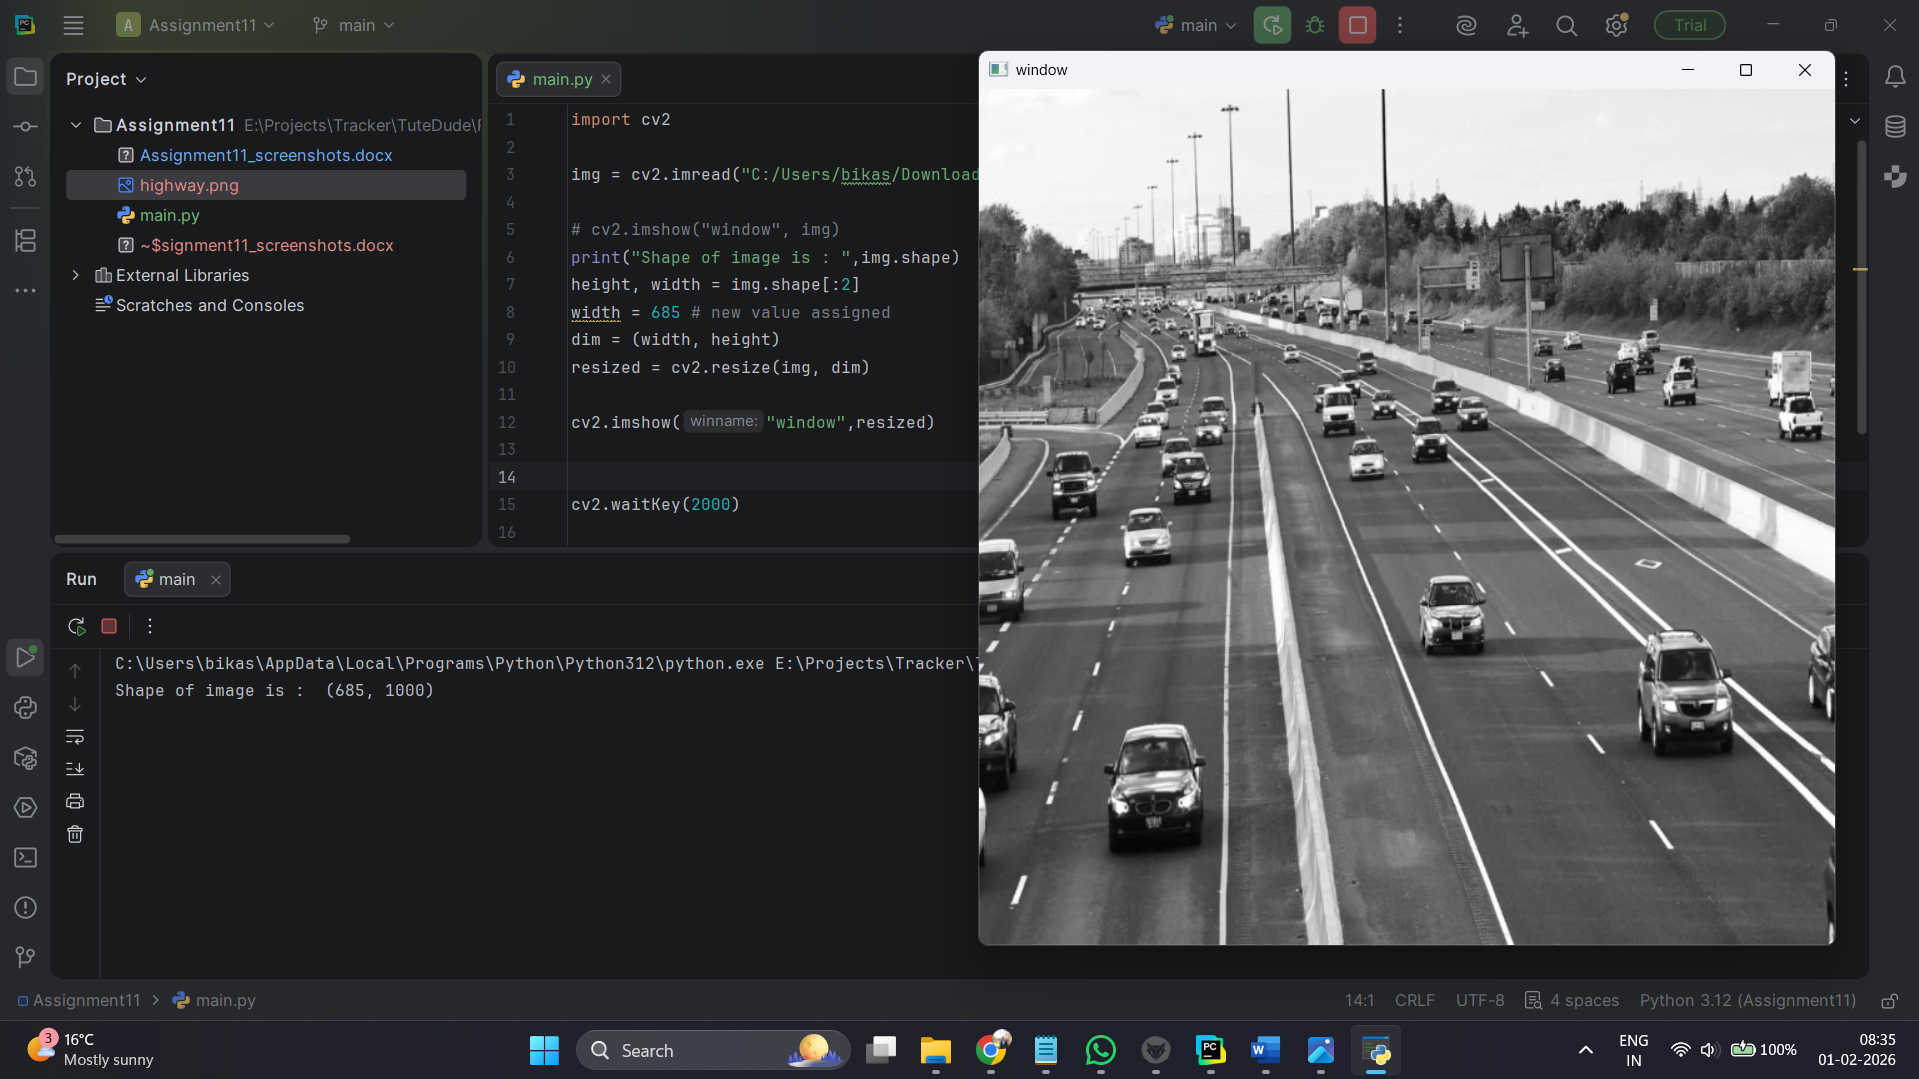 PC
A Assignment11
main
main
Trial
Project
main.py
window
Assignment11 E:\Projects\Tracker\TuteDude\
Assignment11_screenshots.docx
highway.png
main.py
~$signment11_screenshots.docx
External Libraries
Scratches and Consoles
1 import cv2
2
3 img = cv2.imread("C:/Users/bikas/Download
4
5 # cv2.imshow("window", img)
6 print("Shape of image is : ",img.shape)
7 height, width = img.shape[:2]
8 width = 685 # new value assigned
9 dim = (width, height)
10 resized = cv2.resize(img, dim)
11
12 cv2.imshow( winname: "window",resized)
13
14
15 cv2.waitKey(2000)
16
Run main
C:\Users\bikas\AppData\Local\Programs\Python\Python312\python.exe E:\Projects\Tracker\
Shape of image is :  (685, 1000)
Assignment11 > main.py
14:1 CRLF UTF-8 4 spaces Python 3.12 (Assignment11)
3
16°C
Mostly sunny
Search
PC
W
ENG
IN
100%
08:35
01-02-2026